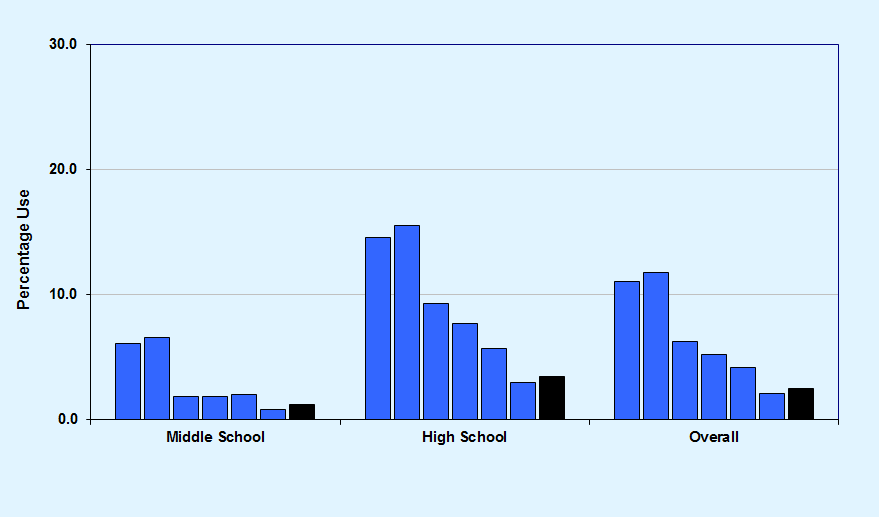 30.0
20.0
10.0
0.0
Percentage Use
Middle School
High School
Overall